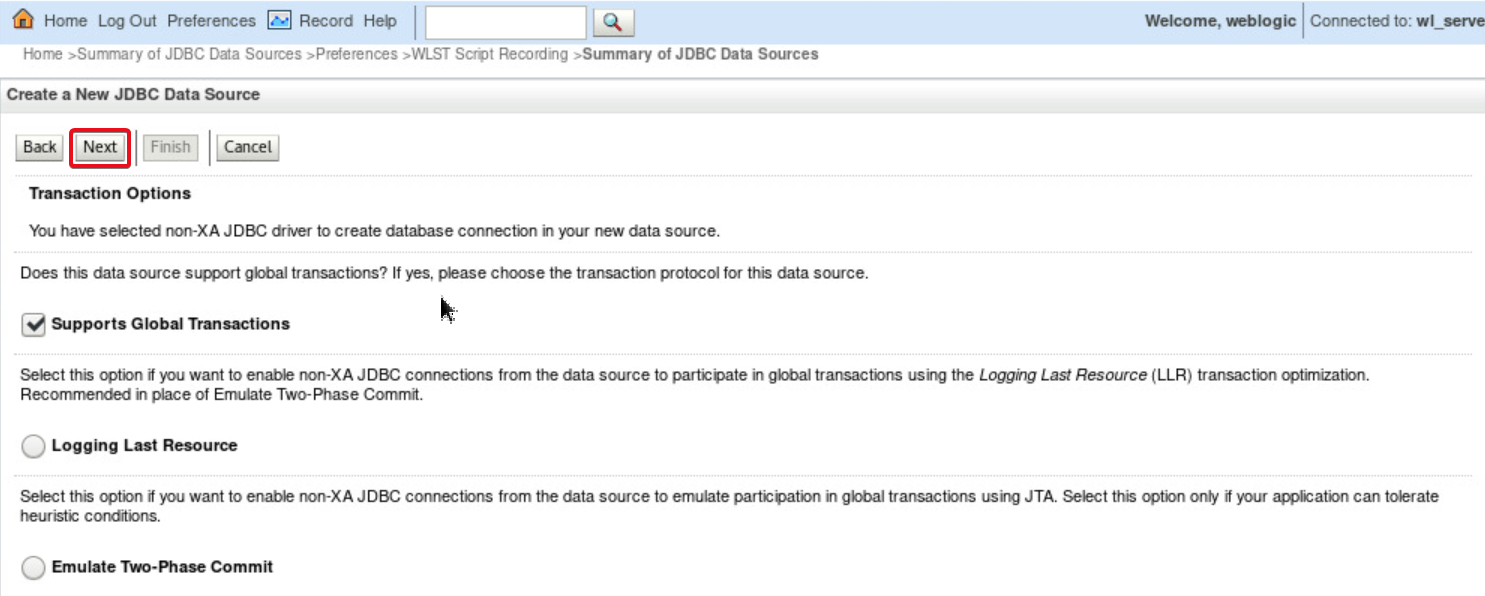 Home Log Out Preferences Record Help Welcome, weblogic Connected to: wl_serve
Home >Summary of JDBC Data Sources >Preferences >WLST Script Recording >Summary of JDBC Data Sources
Create a New JDBC Data Source
Back Next Finish Cancel
Transaction Options
You have selected non-XA JDBC driver to create database connection in your new data source.
Does this data source support global transactions? If yes, please choose the transaction protocol for this data source.
Supports Global Transactions
Select this option if you want to enable non-XA JDBC connections from the data source to participate in global transactions using the Logging Last Resource (LLR) transaction optimization.
Recommended in place of Emulate Two-Phase Commit.
Logging Last Resource
Select this option if you want to enable non-XA JDBC connections from the data source to emulate participation in global transactions using JTA. Select this option only if your application can tolerate
heuristic conditions.
Emulate Two-Phase Commit